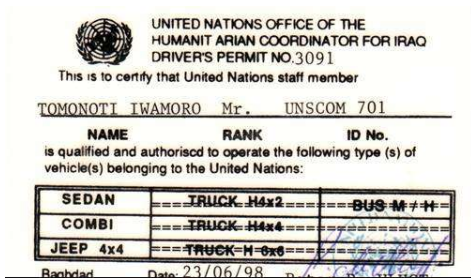 UNITED NATIONS OFFICE OF THE
HUMANIT ARIAN COORDINATOR FOR IRAQ
DRIVER'S PERMIT NO.3091
This is to certify that United Nations staff member
TOMONOTI IWAMORO Mr. UNSCOM 701
NAME RANK ID No.
is qualified and authorised to operate the following type (s) of
vehicle(s) belonging to the United Nations:
SEDAN TRUCK H4x2 BUS M / H
COMBI TRUCK H4x4
JEEP 4x4 TRUCK H 6x6
Baghdad Date: 23/06/98